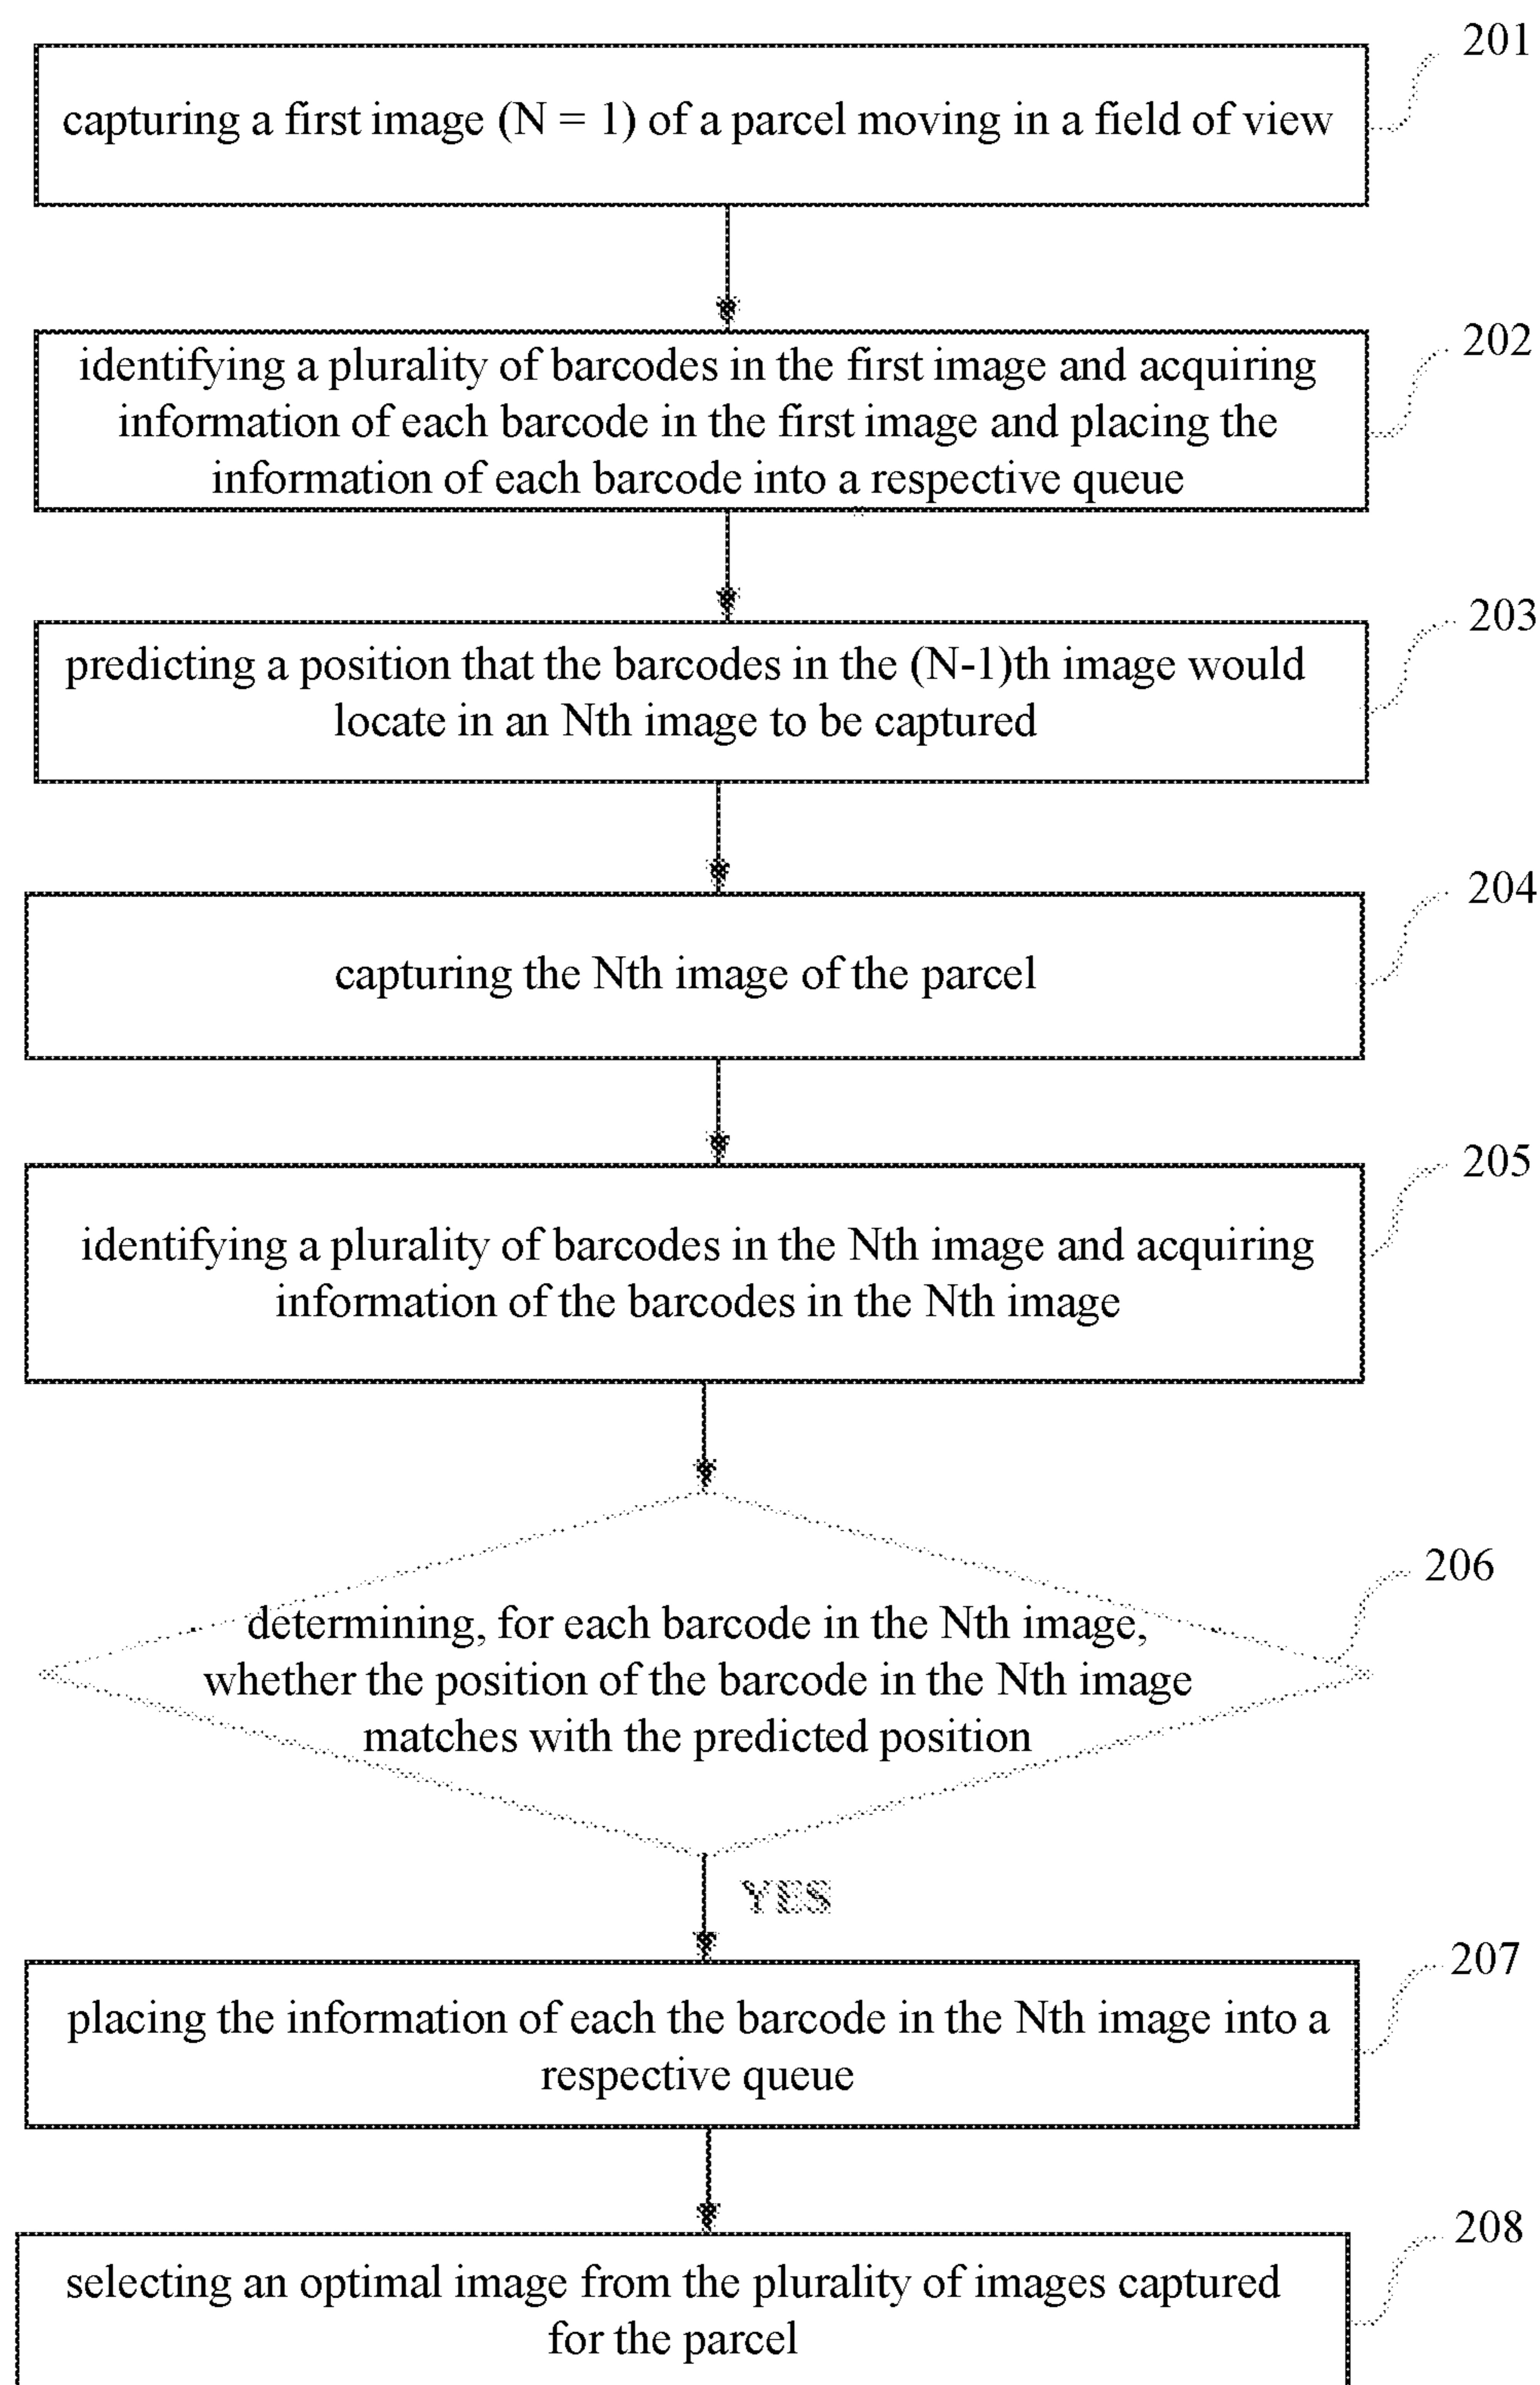 201
capturing a first image (N = 1) of a parcel moving in a field of view
202
identifying a plurality of barcodes in the first image and acquiring
information of each barcode in the first image and placing the
information of each barcode into a respective queue
203
predicting a position that the barcodes in the (N-1)th image would
locate in an Nth image to be captured
204
capturing the Nth image of the parcel
205
identifying a plurality of barcodes in the Nth image and acquiring
information of the barcodes in the Nth image
206
determining, for each barcode in the Nth image,
whether the position of the barcode in the Nth image
matches with the predicted position
YES
207
placing the information of each the barcode in the Nth image into a
respective queue
208
selecting an optimal image from the plurality of images captured
for the parcel